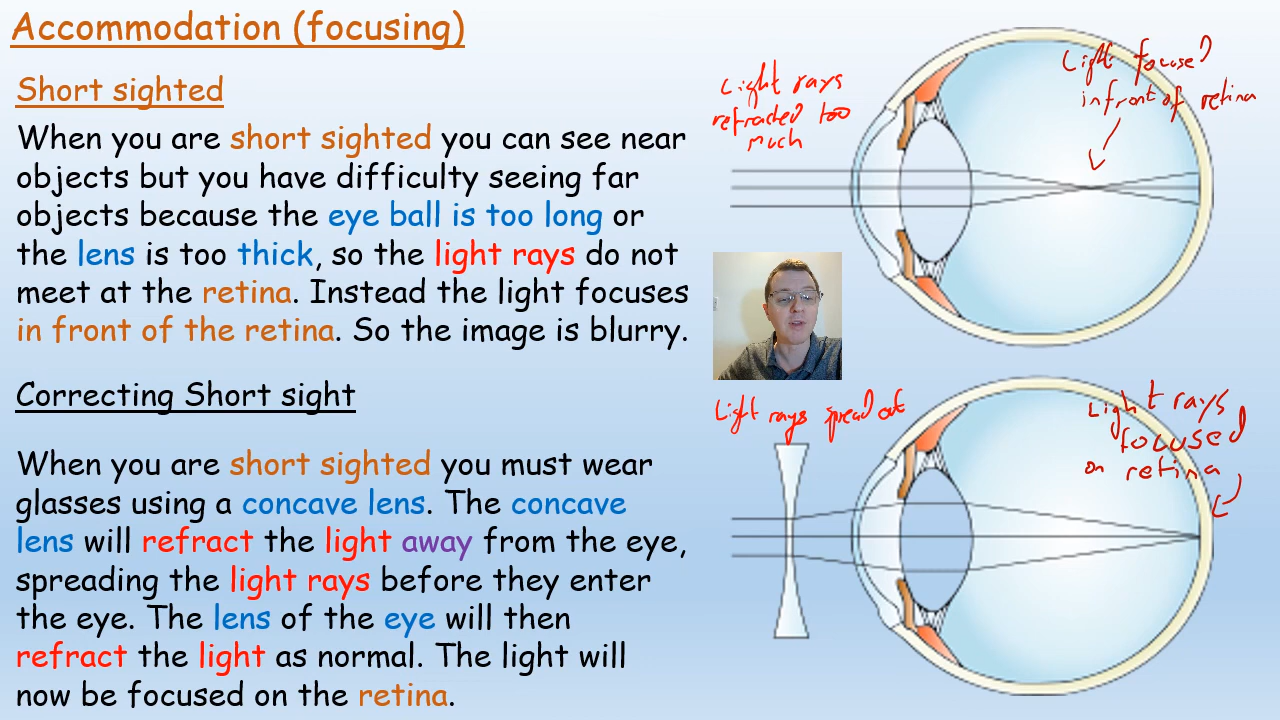 Accommodation (focusing)
Short sighted
When you are short sighted you can see near
objects but you have difficulty seeing far
objects because the eye ball is too long or
the lens is too thick, so the light rays do not
meet at the retina. Instead the light focuses
in front of the retina. So the image is blurry.
Correcting Short sight
When you are short sighted you must wear
glasses using a concave lens. The concave
lens will refract the light away from the eye,
spreading the light rays before they enter
the eye. The lens of the eye will then
refract the light as normal. The light will
now be focused on the retina.
Light rays
refracted too
much
Light focused
infront of retina
Light rays spread out
Light rays
focused
on retina